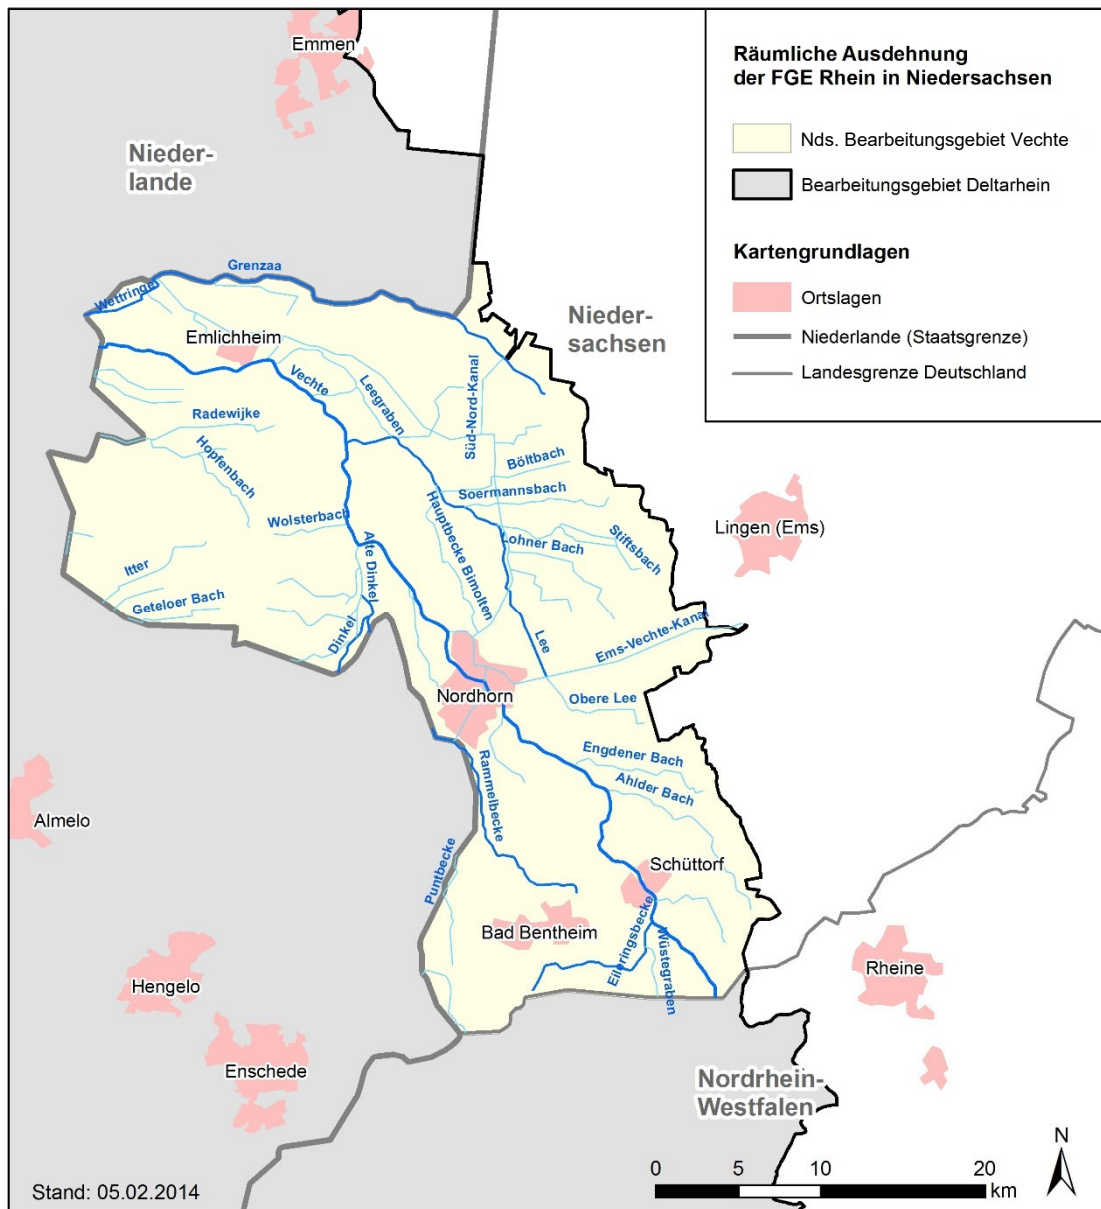 Emmen
Räumliche Ausdehnung
der FGE Rhein in Niedersachsen
Nds. Bearbeitungsgebiet Vechte
Bearbeitungsgebiet Deltarhein
Kartengrundlagen
Ortslagen
Niederlande (Staatsgrenze)
Landesgrenze Deutschland
Nieder-
lande
Grenzaa
Wettringe
Emlichheim
Vechte
Leegraben
Süd-Nord-Kanal
Nieder-
sachsen
Radewijke
Hopfenbach
Böltbach
Soermannsbach
Wolsterbach
Hauptbecke Bimolten
Lohner Bach
Stiftsbach
Lingen (Ems)
Alte Dinkel
Itter
Geteloer Bach
Dinkel
Lee
Ems-Vechte-Kanal
Nordhorn
Obere Lee
Rammelbecke
Engdener Bach
Ahlder Bach
Almelo
Puntbecke
Schüttorf
Bad Bentheim
Eileringsbecke
Wüstegraben
Rheine
Hengelo
Enschede
Nordrhein-
Westfalen
N
0 5 10 20
km
Stand: 05.02.2014